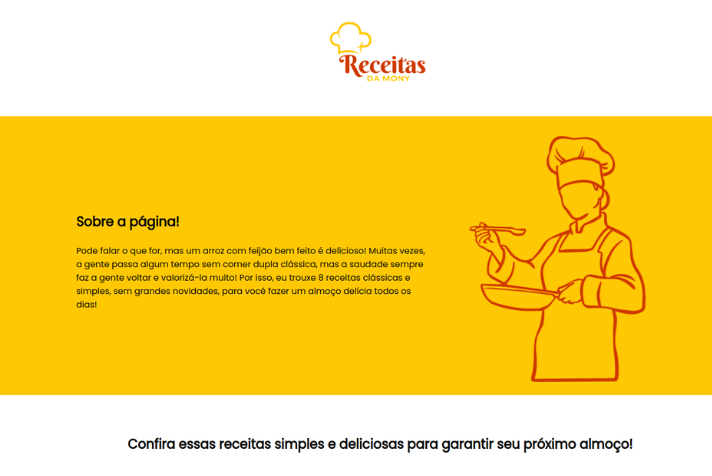 Receitas
DA MONY
Sobre a página!
Pode falar o que for, mas um arroz com feijão bem feito é delicioso! Muitas vezes,
a gente passa algum tempo sem comer dupla clássica, mas a saudade sempre
faz a gente voltar e valorizá-la muito! Por isso, eu trouxe 8 receitas clássicas e
simples, sem grandes novidades, para você fazer um almoço delícia todos os
dias!
Confira essas receitas simples e deliciosas para garantir seu próximo almoço!